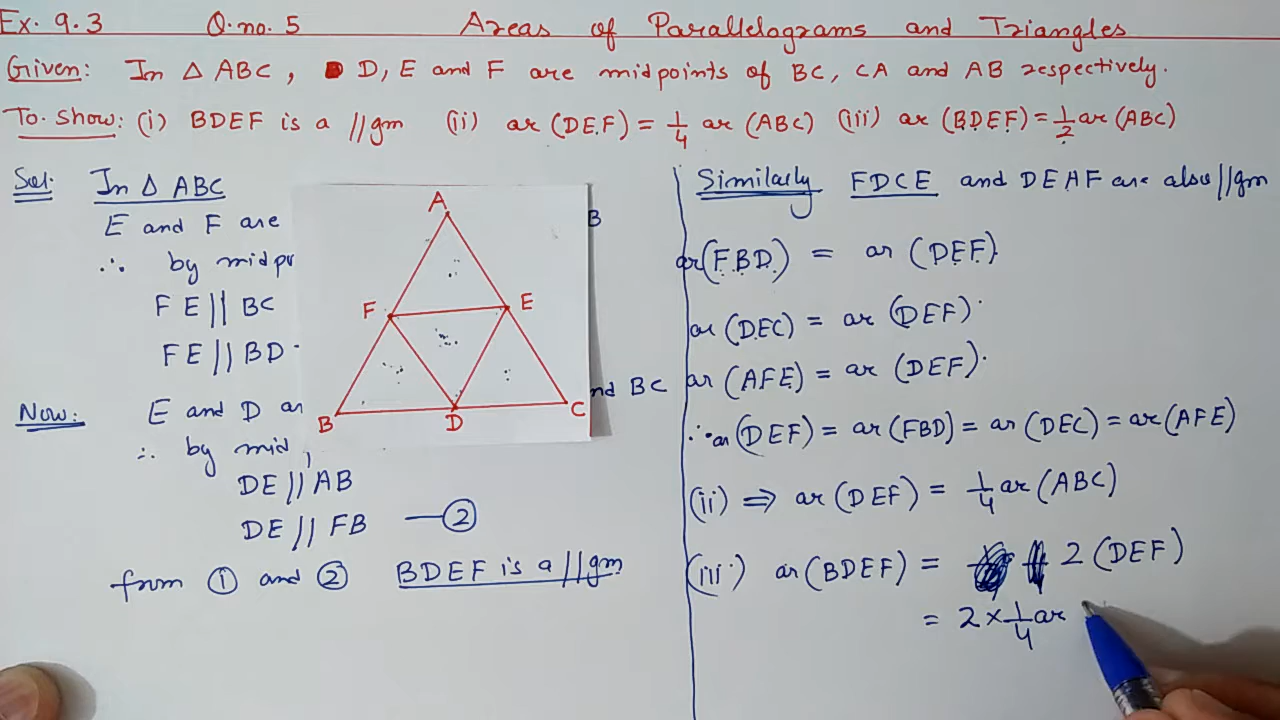 Ex. 9.3 Q.no. 5 Areas of Parallelograms and Triangles
Given: In △ ABC, D, E and F are midpoints of BC, CA and AB respectively.
To show: (i) BDEF is a //gm (ii) ar (DEF) = 1/4 ar (ABC) (iii) ar (BDEF) = 1/2 ar (ABC)
Sol: In △ ABC
E and F are
B
∴ by midp
FE // BC
FE // BD
Now: E and D ar
nd BC
∴ by mid
DE // AB
DE // FB —②
from ① and ② BDEF is a //gm
A
F
E
B
D
C
Similarly FDCE and DEAF are also //gm
ar(FBD) = ar (DEF)
ar (DEC) = ar (DEF)
ar (AFE) = ar (DEF)
∴ ar (DEF) = ar (FBD) = ar (DEC) = ar (AFE)
(ii) ⇒ ar (DEF) = 1/4 ar (ABC)
(iii) ar (BDEF) = 2 (DEF)
= 2 × 1/4 ar